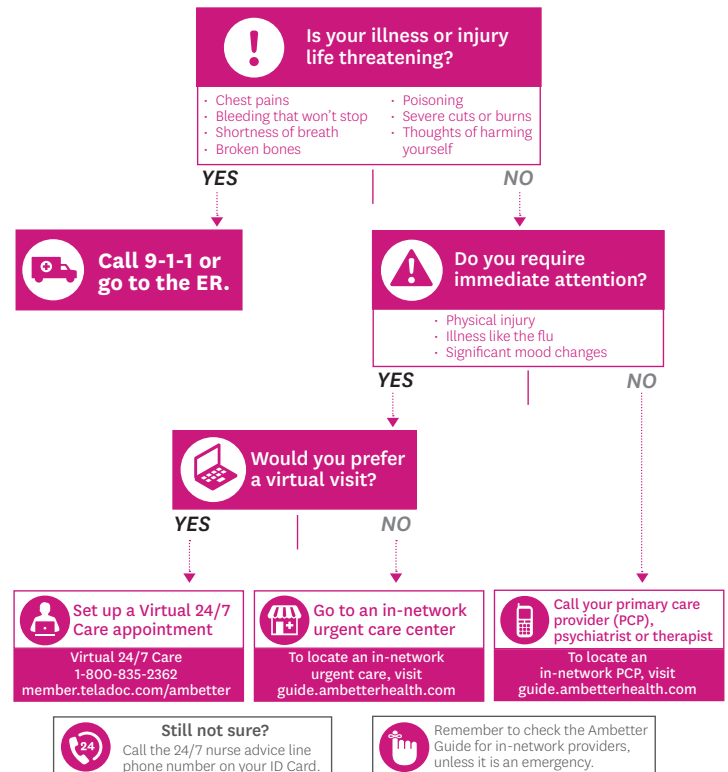 Is your illness or injury
life threatening?
· Chest pains
· Bleeding that won't stop
· Shortness of breath
· Broken bones
· Poisoning
· Severe cuts or burns
· Thoughts of harming
yourself
YES
NO
Call 9-1-1 or
go to the ER.
Do you require
immediate attention?
· Physical injury
· Illness like the flu
· Significant mood changes
YES
NO
Would you prefer
a virtual visit?
YES
NO
Set up a Virtual 24/7
Care appointment
Virtual 24/7 Care
1-800-835-2362
member.teladoc.com/ambetter
Go to an in-network
urgent care center
To locate an in-network
urgent care, visit
guide.ambetterhealth.com
Call your primary care
provider (PCP),
psychiatrist or therapist
To locate an
in-network PCP, visit
guide.ambetterhealth.com
24
Still not sure?
Call the 24/7 nurse advice line
phone number on your ID Card.
Remember to check the Ambetter
Guide for in-network providers,
unless it is an emergency.